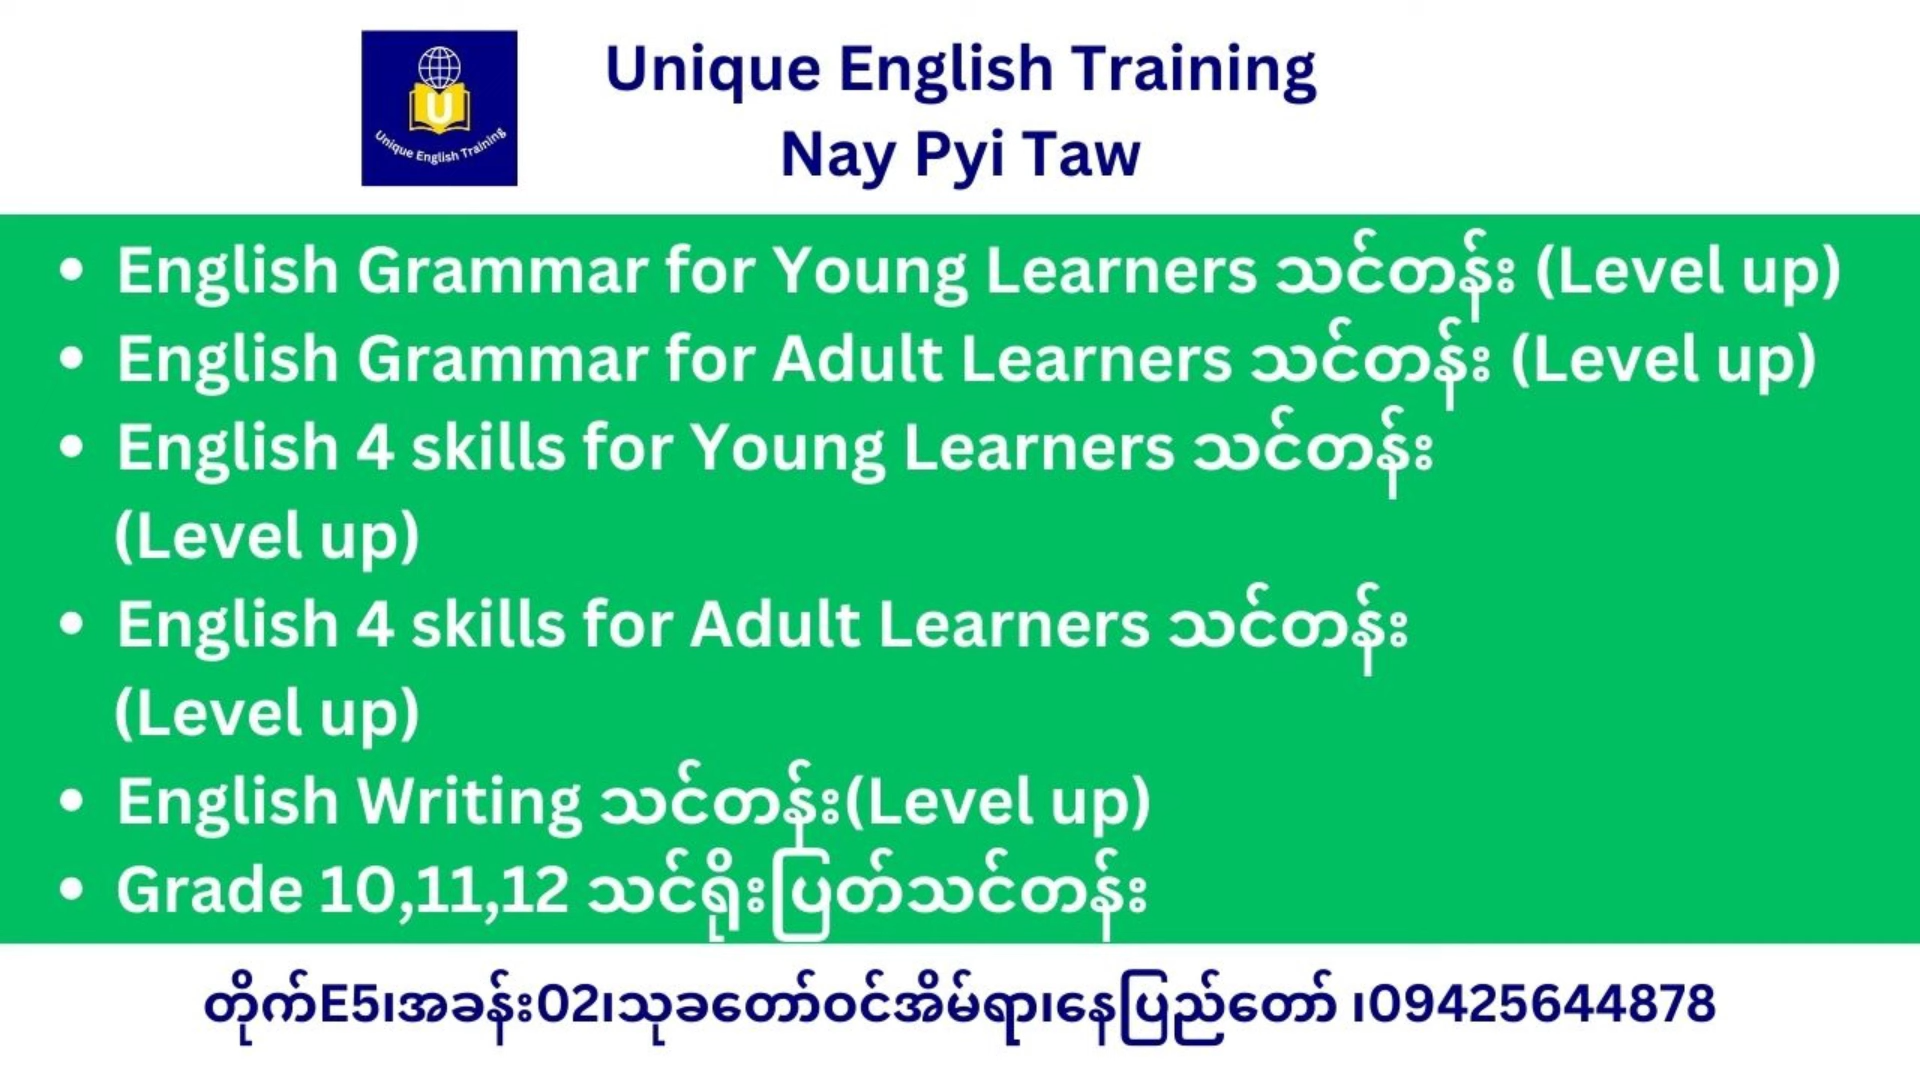 U
Unique English Training
Unique English Training
Nay Pyi Taw
• English Grammar for Young Learners သင်တန်း (Level up)
• English Grammar for Adult Learners သင်တန်း (Level up)
• English 4 skills for Young Learners သင်တန်း
(Level up)
• English 4 skills for Adult Learners သင်တန်း
(Level up)
• English Writing သင်တန်း(Level up)
• Grade 10,11,12 သင်ရိုးပြတ်သင်တန်း
တိုက်E5၊အခန်း02၊သုခတော်ဝင်အိမ်ရာ၊နေပြည်တော် ၊09425644878